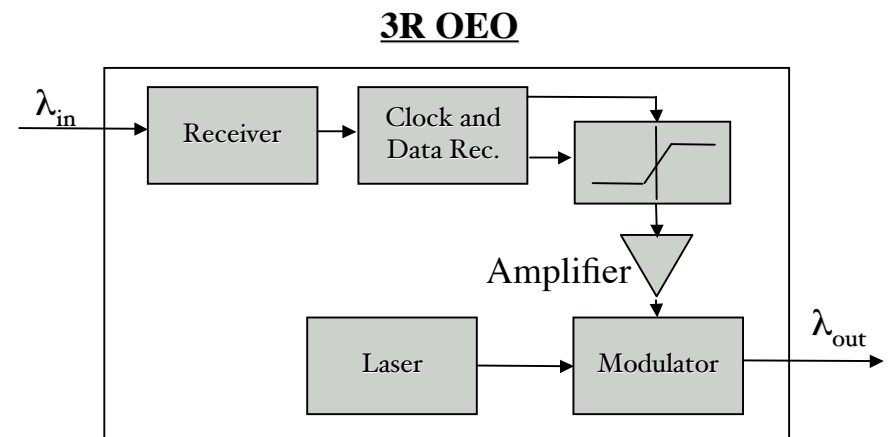 3R OEO
λin
Receiver
Clock and
Data Rec.
Amplifier
Laser
Modulator
λout